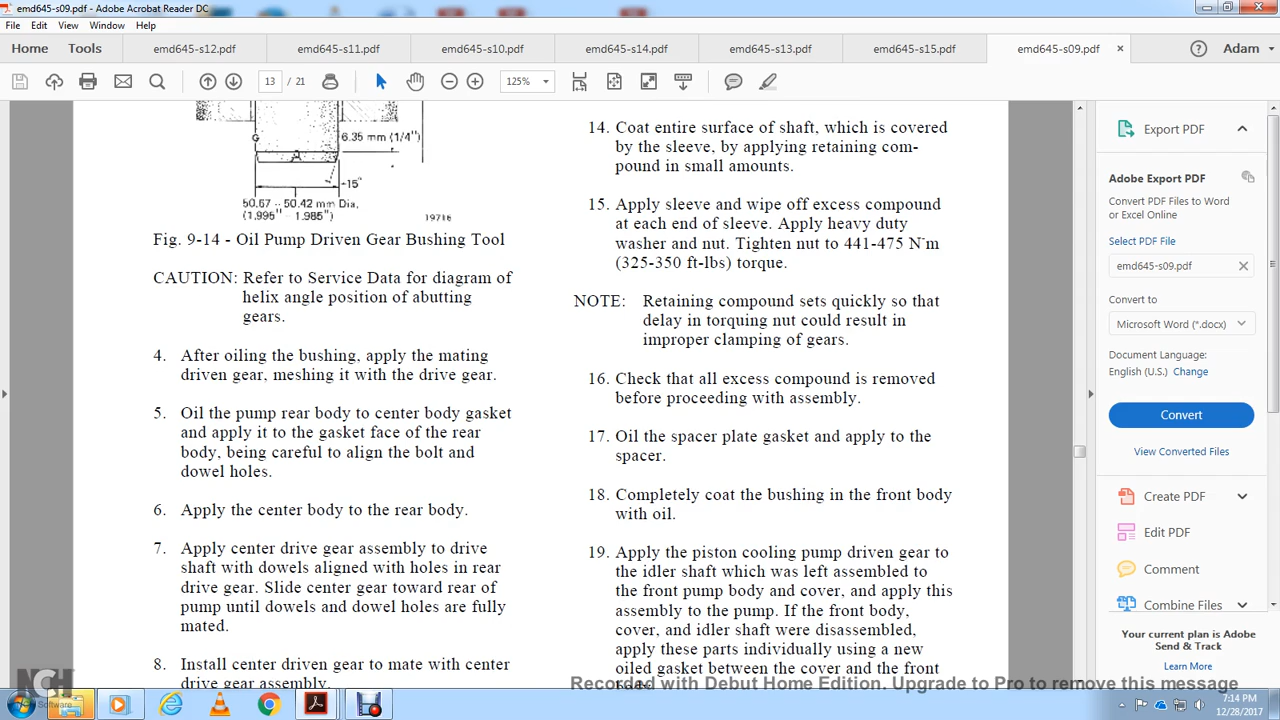 emd645-s09.pdf - Adobe Acrobat Reader DC
File Edit View Window Help
Home Tools emd645-s12.pdf emd645-s11.pdf emd645-s10.pdf emd645-s14.pdf emd645-s13.pdf emd645-s15.pdf emd645-s09.pdf × Adam
13 / 21 125%
G
6.35 mm (1/4")
A
15°
50.67 - 50.42 mm Dia.
(1.995" - 1.985")
19716
Fig. 9-14 - Oil Pump Driven Gear Bushing Tool
CAUTION: Refer to Service Data for diagram of
helix angle position of abutting
gears.
4. After oiling the bushing, apply the mating
driven gear, meshing it with the drive gear.
5. Oil the pump rear body to center body gasket
and apply it to the gasket face of the rear
body, being careful to align the bolt and
dowel holes.
6. Apply the center body to the rear body.
7. Apply center drive gear assembly to drive
shaft with dowels aligned with holes in rear
drive gear. Slide center gear toward rear of
pump until dowels and dowel holes are fully
mated.
8. Install center driven gear to mate with center
drive gear assembly.
14. Coat entire surface of shaft, which is covered
by the sleeve, by applying retaining com-
pound in small amounts.
15. Apply sleeve and wipe off excess compound
at each end of sleeve. Apply heavy duty
washer and nut. Tighten nut to 441-475 N·m
(325-350 ft-lbs) torque.
NOTE: Retaining compound sets quickly so that
delay in torquing nut could result in
improper clamping of gears.
16. Check that all excess compound is removed
before proceeding with assembly.
17. Oil the spacer plate gasket and apply to the
spacer.
18. Completely coat the bushing in the front body
with oil.
19. Apply the piston cooling pump driven gear to
the idler shaft which was left assembled to
the front pump body and cover, and apply this
assembly to the pump. If the front body,
cover, and idler shaft were disassembled,
apply these parts individually using a new
oiled gasket between the cover and the front
Export PDF
Adobe Export PDF
Convert PDF Files to Word
or Excel Online
Select PDF File
emd645-s09.pdf
Convert to
Microsoft Word (*.docx)
Document Language:
English (U.S.) Change
Convert
View Converted Files
Create PDF
Edit PDF
Comment
Combine Files
Your current plan is Adobe
Send & Track
Learn More
NCH
Software
Recorded with Debut Home Edition. Upgrade to Pro to remove this message
7:14 PM
12/28/2017